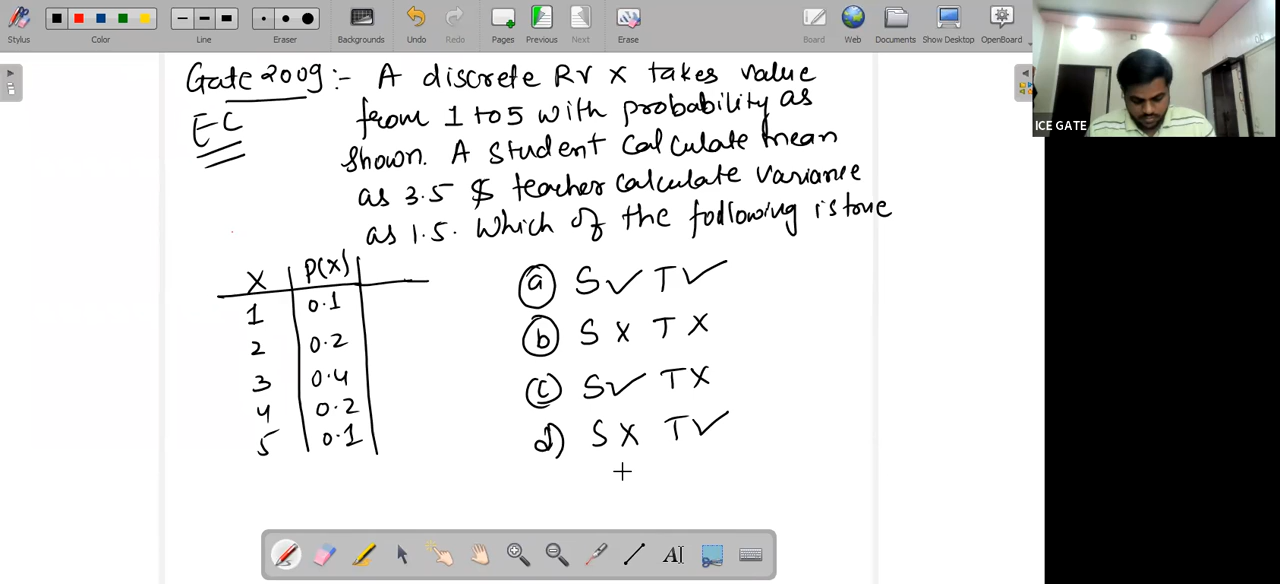 Stylus
Color
Line
Eraser
Backgrounds
Undo
Redo
Pages
Previous
Next
Erase
Board
Web
Documents
Show Desktop
OpenBoard
ICE GATE
Gate 2009:- A discrete RV X takes value
EC
from 1 to 5 with probability as
shown. A student calculate mean
as 3.5 $ teacher calculate variance
as 1.5. Which of the following is true
X P(X)
1 0.1
2 0.2
3 0.4
4 0.2
5 0.1
(a) S ✓ T ✓
(b) S X T X
(c) S ✓ T X
d) S X T ✓
AI